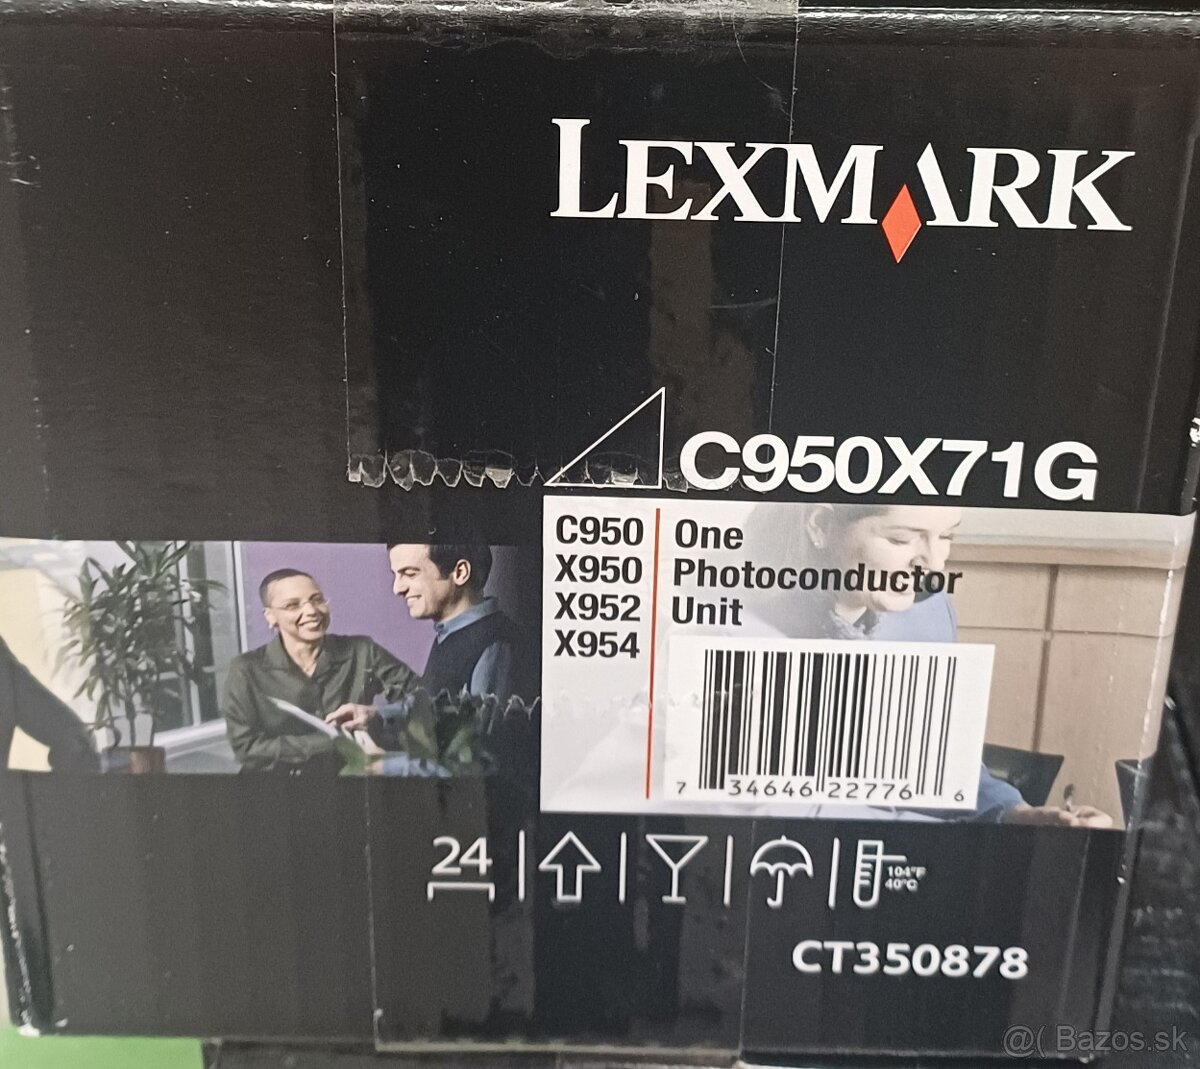 LEXMARK
C950X71G
C950
X950
X952
X954
One
Photoconductor
Unit
7 34646 22776 6
24
104°F
40°C
CT350878
@( Bazos.sk